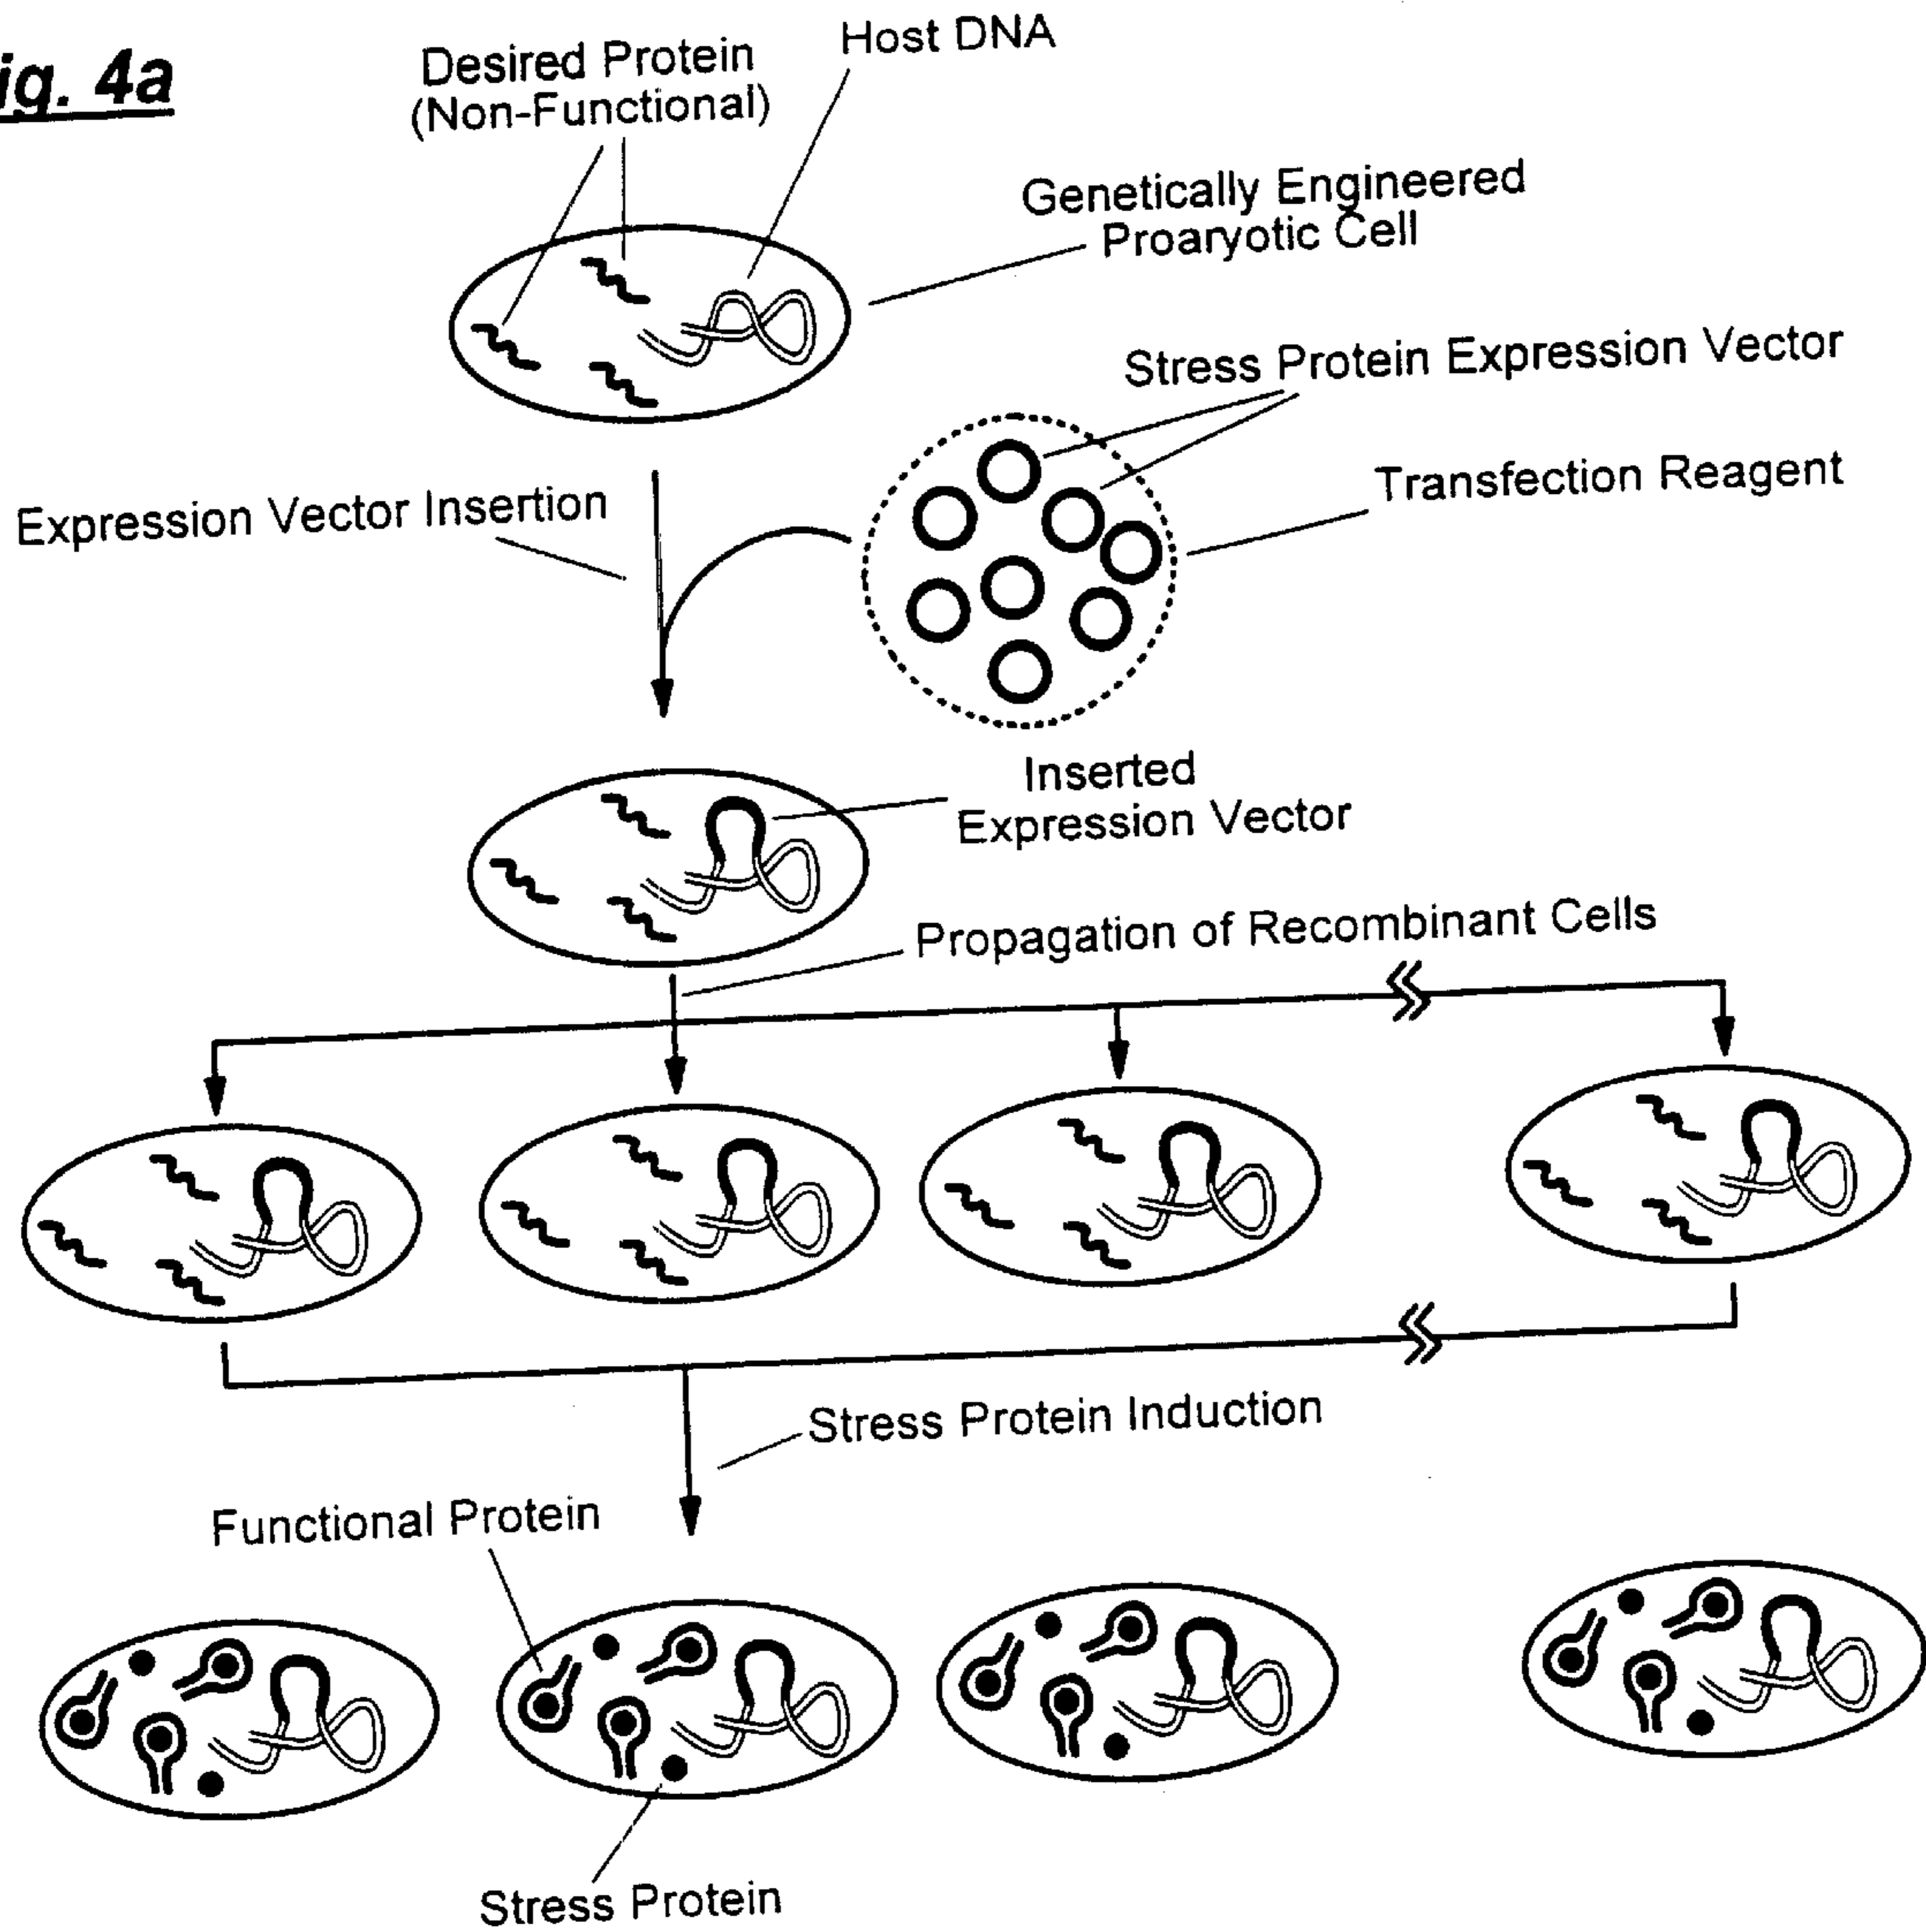 ig. 4a
Desired Protein
(Non-Functional)
Host DNA
Genetically Engineered
Proaryotic Cell
Stress Protein Expression Vector
Transfection Reagent
Expression Vector Insertion
Inserted
Expression Vector
Propagation of Recombinant Cells
Stress Protein Induction
Functional Protein
Stress Protein